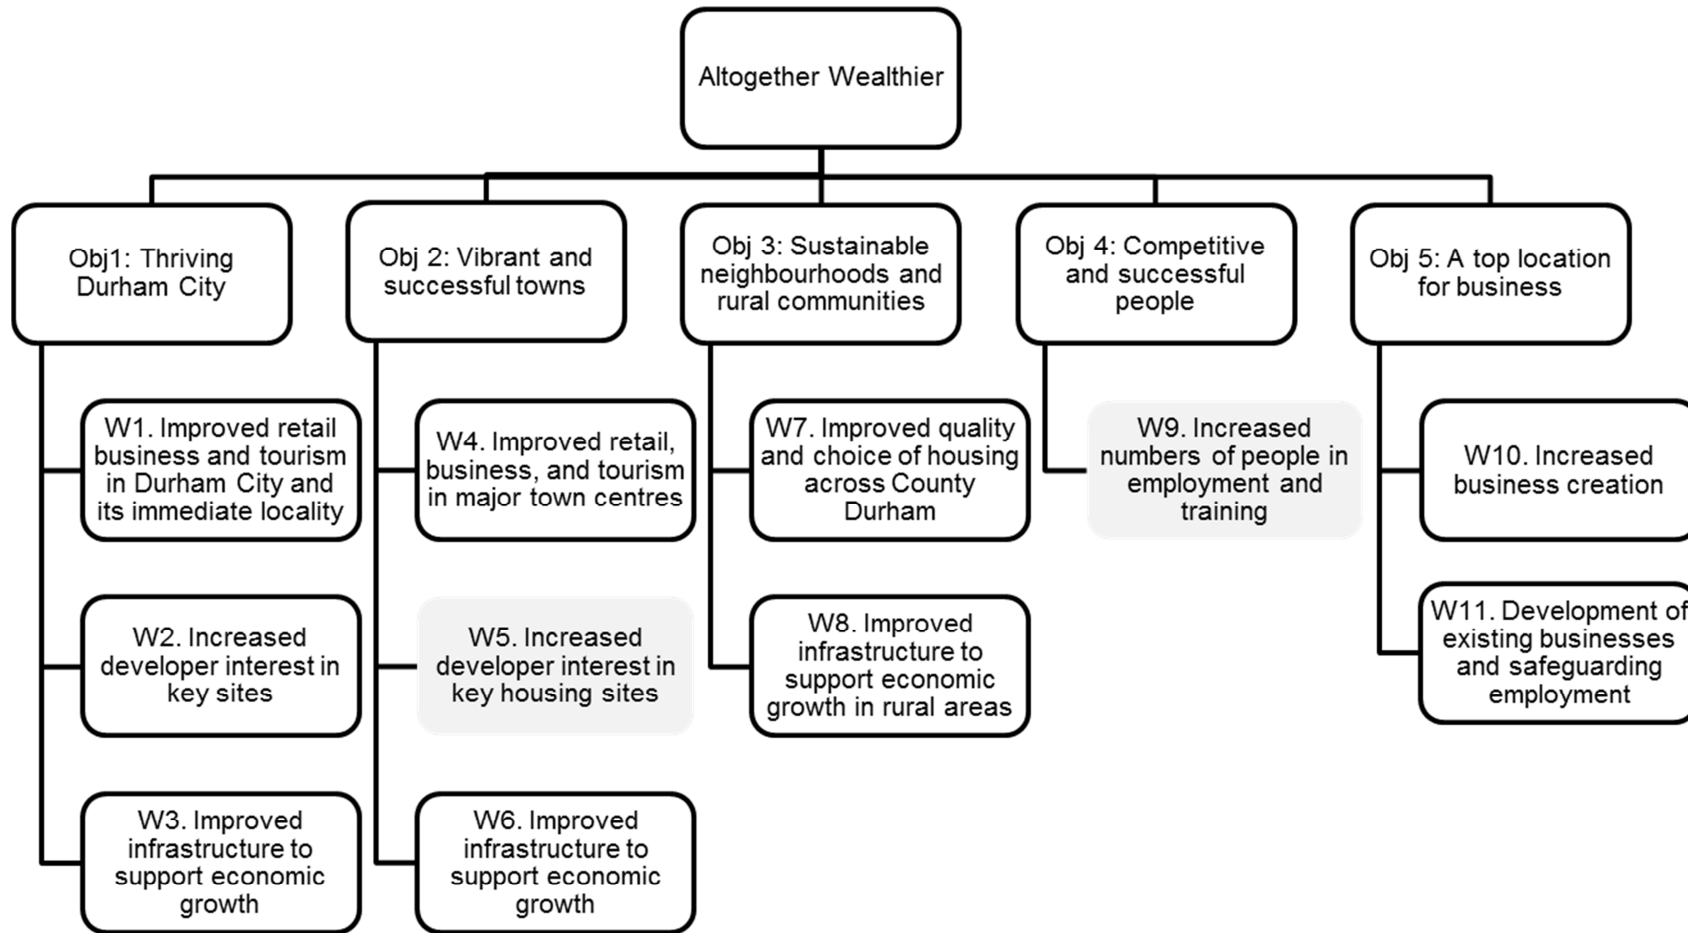 Altogether Wealthier
Obj1: Thriving
Durham City
Obj 2: Vibrant and
successful towns
Obj 3: Sustainable
neighbourhoods and
rural communities
Obj 4: Competitive
and successful
people
Obj 5: A top location
for business
W1. Improved retail
business and tourism
in Durham City and
its immediate locality
W2. Increased
developer interest in
key sites
W3. Improved
infrastructure to
support economic
growth
W4. Improved retail,
business, and tourism
in major town centres
W5. Increased
developer interest in
key housing sites
W6. Improved
infrastructure to
support economic
growth
W7. Improved quality
and choice of housing
across County
Durham
W8. Improved
infrastructure to
support economic
growth in rural areas
W9. Increased
numbers of people in
employment and
training
W10. Increased
business creation
W11. Development of
existing businesses
and safeguarding
employment